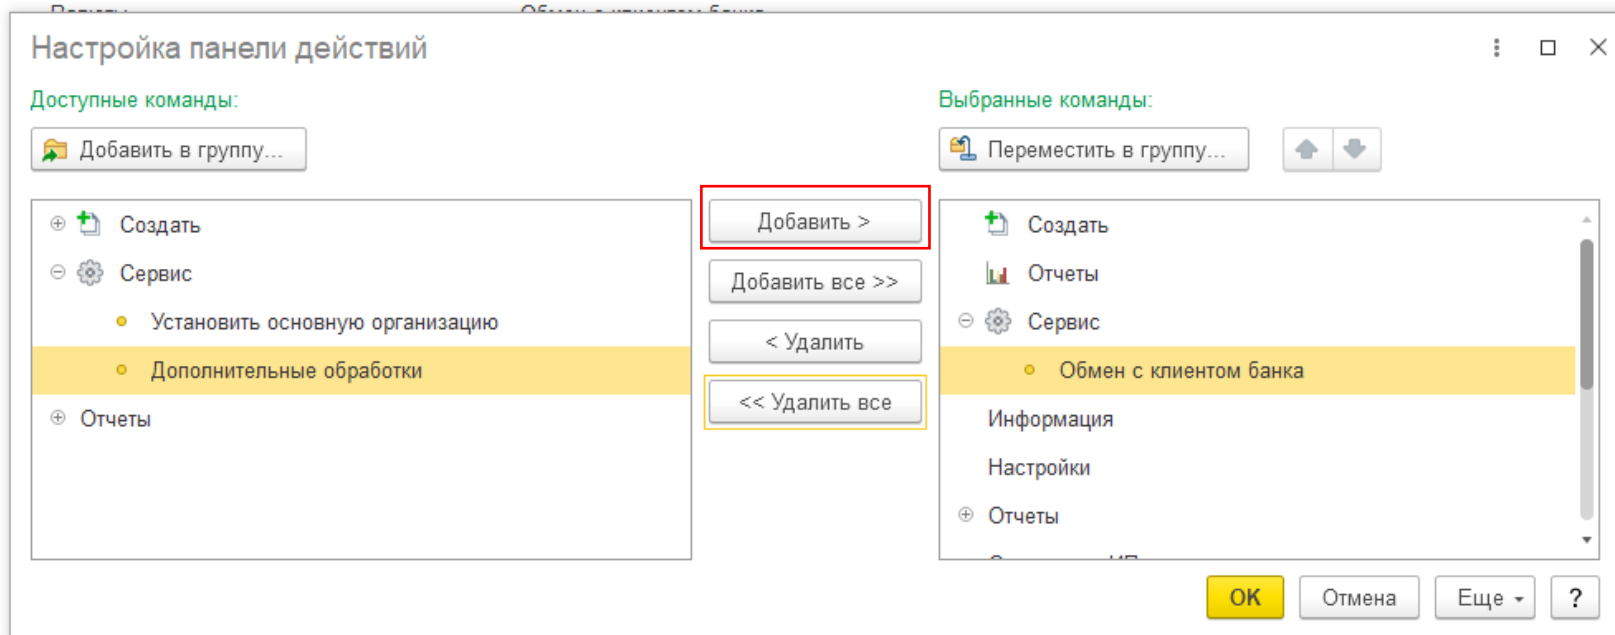 Настройка панели действий
Доступные команды:
Выбранные команды:
Добавить в группу...
Переместить в группу...
Создать
Сервис
Установить основную организацию
Дополнительные обработки
Отчеты
Добавить >
Добавить все >>
< Удалить
<< Удалить все
Создать
Отчеты
Сервис
Обмен с клиентом банка
Информация
Настройки
Отчеты
OK
Отмена
Еще
?